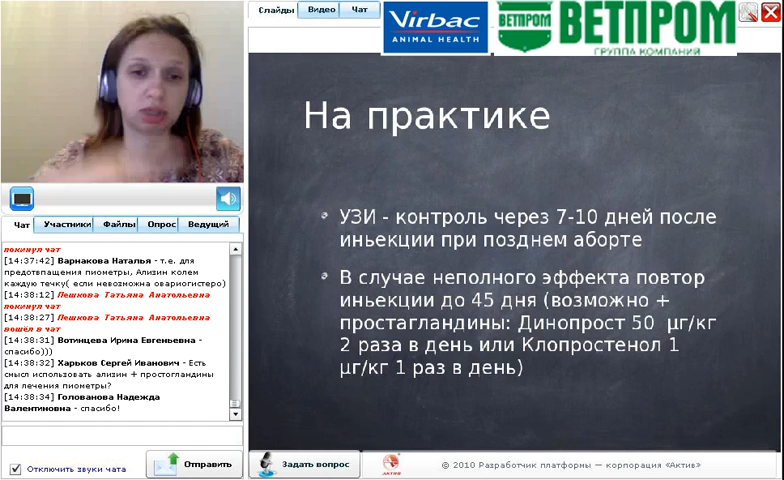 Слайды Видео Чат
Virbac
ANIMAL HEALTH
ВЕТПРОМ
ВЕТПРОМ
ГРУППА КОМПАНИЙ
На практике
УЗИ - контроль через 7-10 дней после
иньекции при позднем аборте
В случае неполного эффекта повтор
иньекции до 45 дня (возможно +
простагландины: Динопрост 50 µг/кг
2 раза в день или Клопростенол 1
µг/кг 1 раз в день)
Чат Участники Файлы Опрос Ведущий
покинул чат
[14:37:42] Варнакова Наталья - т.е. для
предотвпащения пиометры, Ализин колем
каждую течку( если невозможна овариогистеро)
[14:38:12] Пешкова Татьяна Анатольевна
покинул чат
[14:38:27] Пешкова Татьяна Анатольевна
вошёл в чат
[14:38:31] Вотинцева Ирина Евгеньевна -
спасибо)))
[14:38:32] Харьков Сергей Иванович - Есть
смысл использовать ализин + простогландины
для лечения пиометры?
[14:38:34] Голованова Надежда
Валентиновна - спасибо!
Отключить звуки чата
Отправить
Задать вопрос
АКТИВ
© 2010 Разработчик платформы — корпорация «Актив»